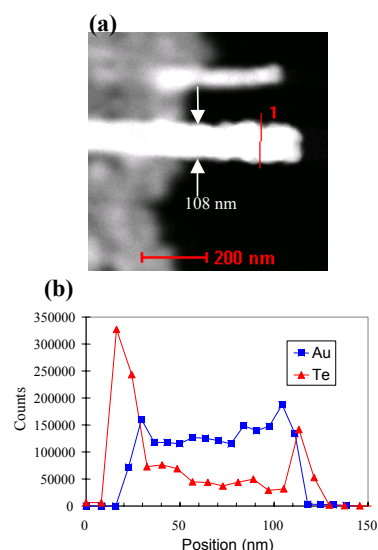 (a)
1
108 nm
200 nm
(b)
350000
300000
250000
200000
150000
100000
50000
0
Counts
Au
Te
0 50 100 150
Position (nm)